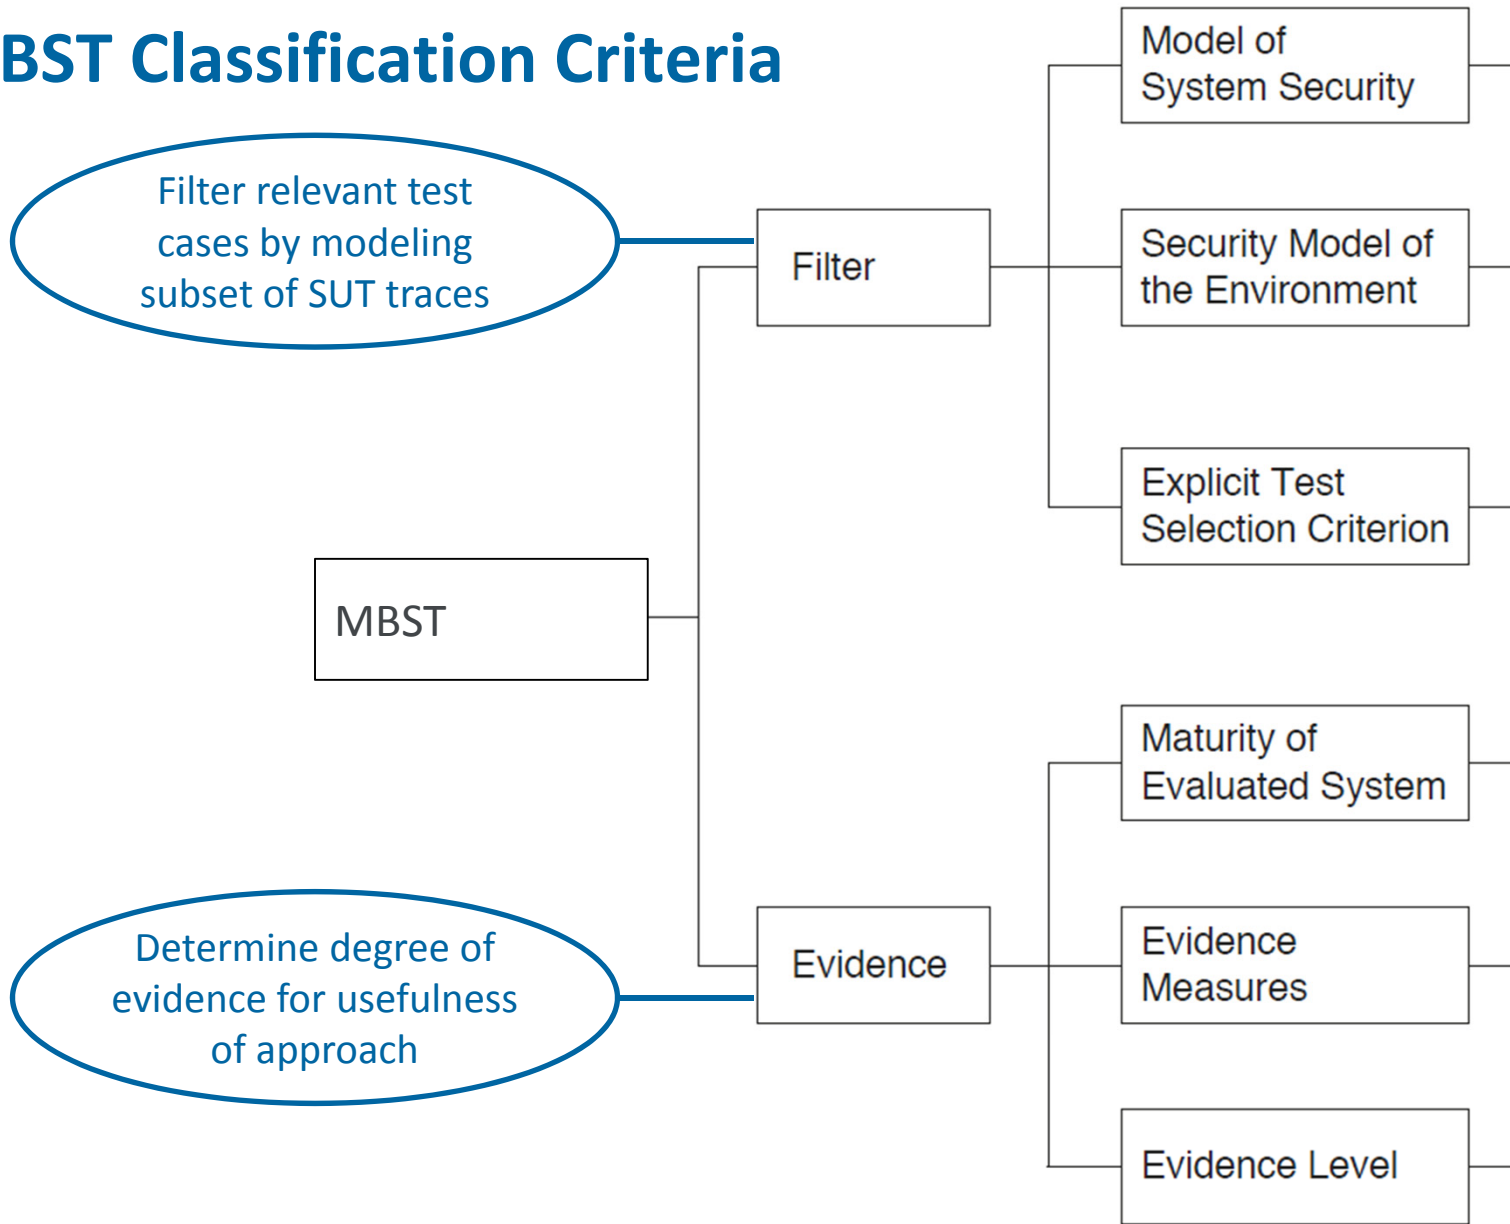 BST Classification Criteria
Filter relevant test
cases by modeling
subset of SUT traces
Model of
System Security
Filter
Security Model of
the Environment
Explicit Test
Selection Criterion
MBST
Maturity of
Evaluated System
Determine degree of
evidence for usefulness
of approach
Evidence
Evidence
Measures
Evidence Level